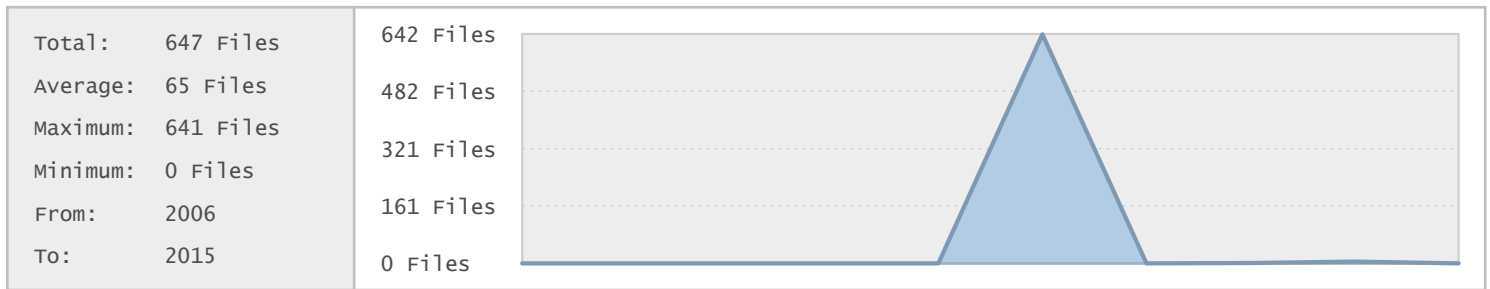 Total: 647 Files
Average: 65 Files
Maximum: 641 Files
Minimum: 0 Files
From: 2006
To: 2015
642 Files
482 Files
321 Files
161 Files
0 Files